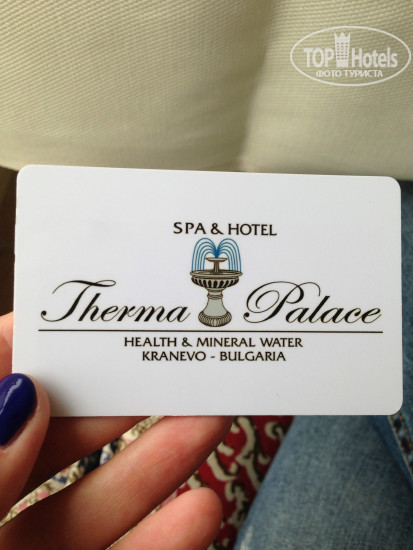 TOP Hotels
ФОТО ТУРИСТА
SPA & HOTEL
Therma Palace
HEALTH & MINERAL WATER
KRANEVO - BULGARIA